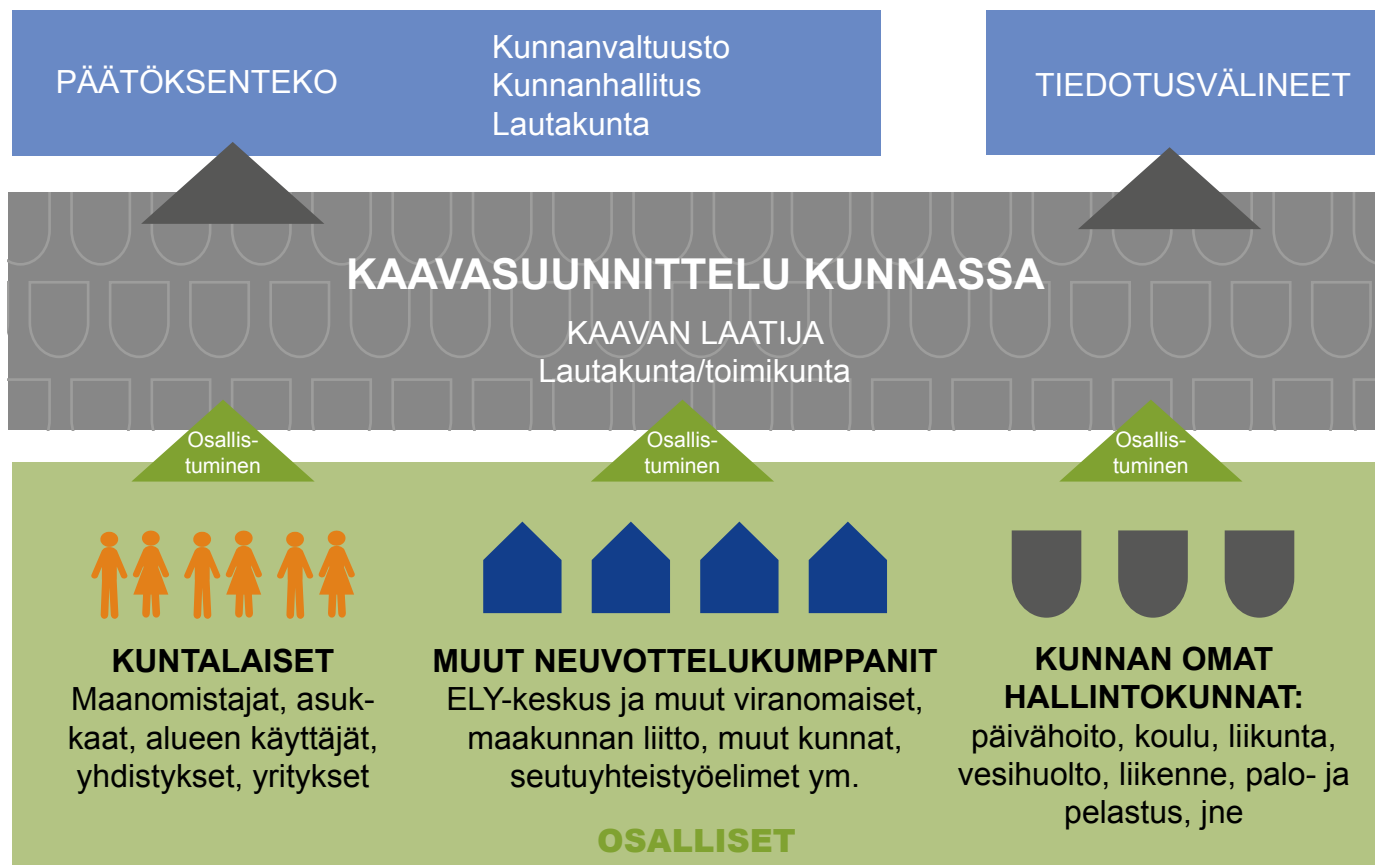 PÄÄTÖKSENTEKO
Kunnanvaltuusto
Kunnanhallitus
Lautakunta
TIEDOTUSVÄLINEET
KAAVASUUNNITTELU KUNNASSA
KAAVAN LAATIJA
Lautakunta/toimikunta
Osallis-
tuminen
Osallis-
tuminen
Osallis-
tuminen
KUNTALAISET
Maanomistajat, asuk-
kaat, alueen käyttäjät,
yhdistykset, yritykset
MUUT NEUVOTTELUKUMPPANIT
ELY-keskus ja muut viranomaiset,
maakunnan liitto, muut kunnat,
seutuyhteistyöelimet ym.
KUNNAN OMAT
HALLINTOKUNNAT:
päivähoito, koulu, liikunta,
vesihuolto, liikenne, palo- ja
pelastus, jne
OSALLISET